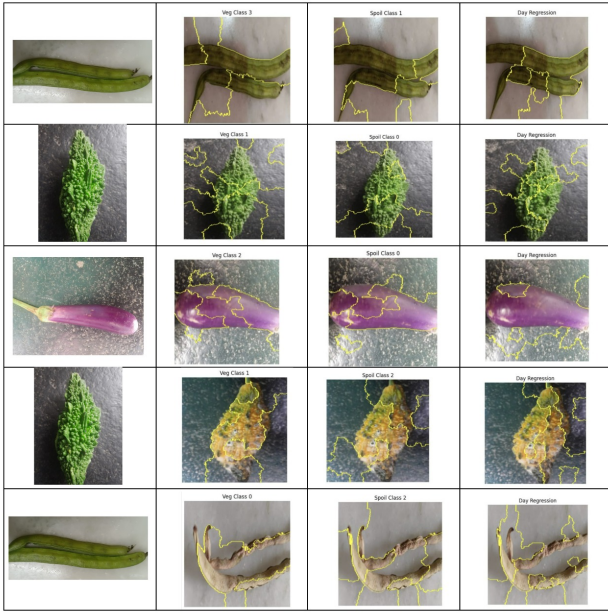 Veg Class 3 Spoil Class 1 Day Regression
Veg Class 1 Spoil Class 0 Day Regression
Veg Class 2 Spoil Class 0 Day Regression
Veg Class 1 Spoil Class 2 Day Regression
Veg Class 0 Spoil Class 2 Day Regression